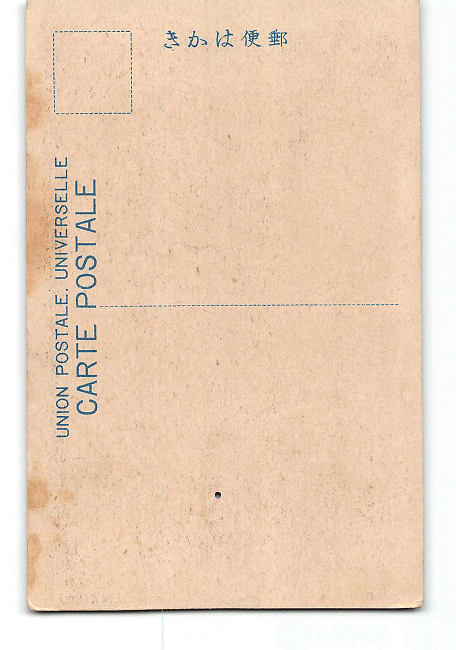 きかは便郵
UNION POSTALE. UNIVERSELLE
CARTE POSTALE